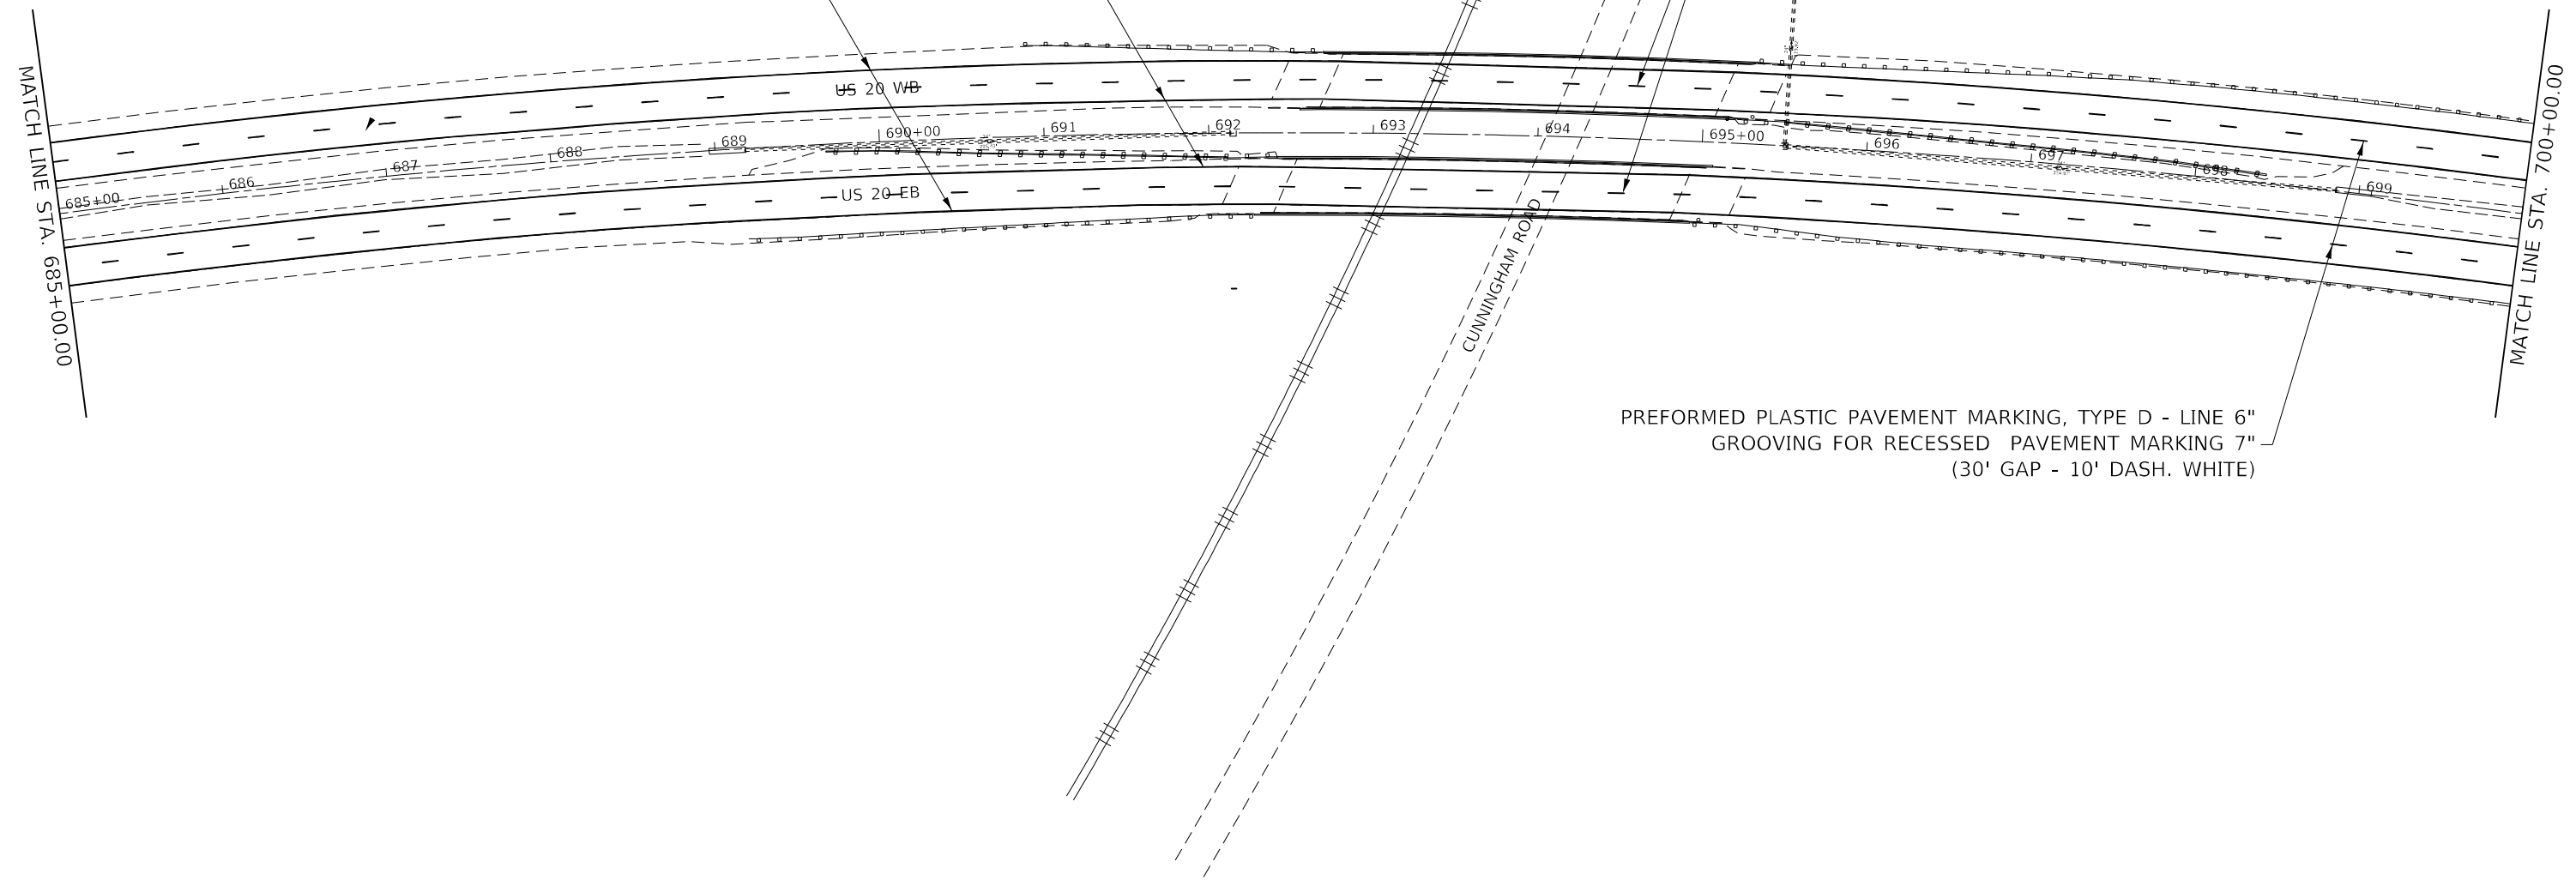 MATCH LINE STA. 685+00.00
MATCH LINE STA. 700+00.00
US 20 WB
685+00
686
687
688
689
690+00
691
692
693
694
695+00
696
697
698
699
US 20 EB
CUNNINGHAM ROAD
PREFORMED PLASTIC PAVEMENT MARKING, TYPE D - LINE 6"
GROOVING FOR RECESSED PAVEMENT MARKING 7"
(30' GAP - 10' DASH. WHITE)